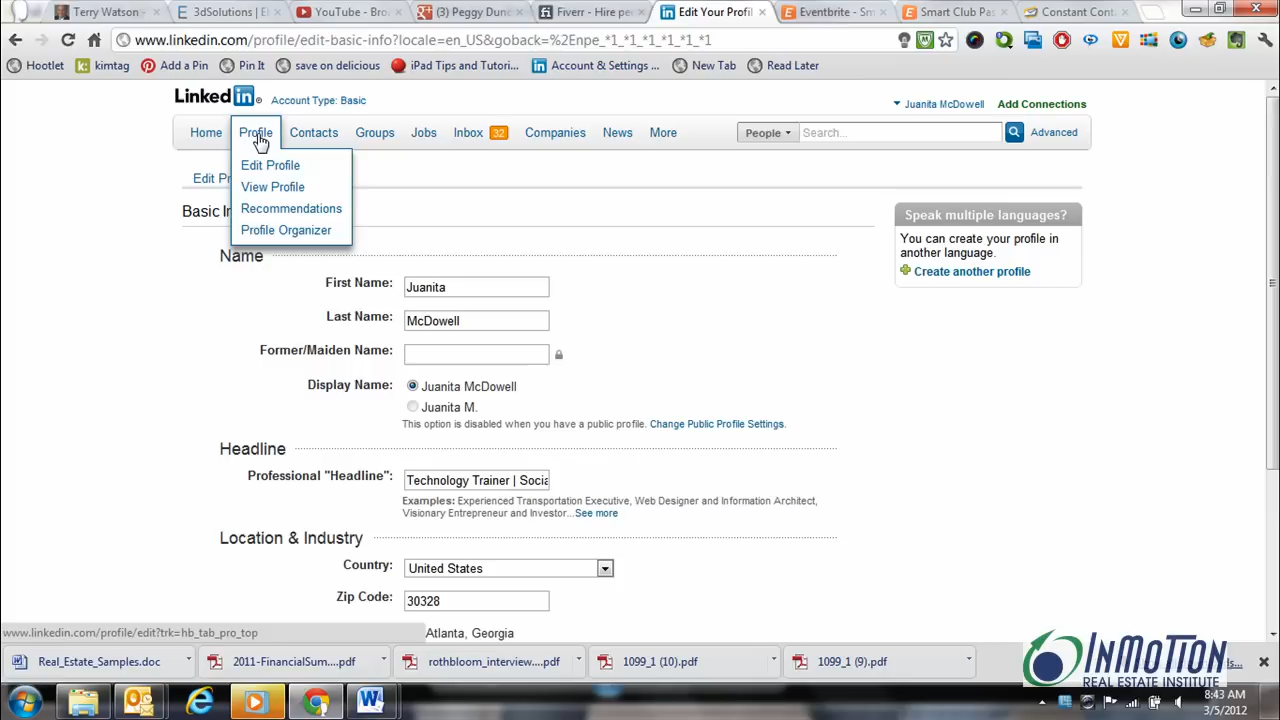 Terry Watson -
3dSolutions | El
YouTube - Bro
(3) Peggy Dund
Fiverr - Hire pe
Edit Your Profil
Eventbrite - Sm
Smart Club Pas
Constant Cont
www.linkedin.com/profile/edit-basic-info?locale=en_US&goback=%2Enpe_*1_*1_*1_*1_*1_*1
Hootlet
kimtag
Add a Pin
Pin It
save on delicious
iPad Tips and Tutori...
Account & Settings ...
New Tab
Read Later
Linked in
Account Type: Basic
Juanita McDowell
Add Connections
Home
Profile
Contacts
Groups
Jobs
Inbox 32
Companies
News
More
People
Search...
Advanced
Edit Profile
View Profile
Recommendations
Profile Organizer
Edit Pr
Basic In
Speak multiple languages?
You can create your profile in
another language.
Create another profile
Name
First Name: Juanita
Last Name: McDowell
Former/Maiden Name:
Display Name: Juanita McDowell
Juanita M.
This option is disabled when you have a public profile. Change Public Profile Settings.
Headline
Professional "Headline": Technology Trainer | Socia
Examples: Experienced Transportation Executive, Web Designer and Information Architect,
Visionary Entrepreneur and Investor...See more
Location & Industry
Country: United States
Zip Code: 30328
www.linkedin.com/profile/edit?trk=hb_tab_pro_top
Atlanta, Georgia
Real_Estate_Samples.doc
2011-FinancialSum....pdf
rothbloom_interview....pdf
1099_1 (10).pdf
1099_1 (9).pdf
INMOTION
REAL ESTATE INSTITUTE
8:43 AM
3/5/2012